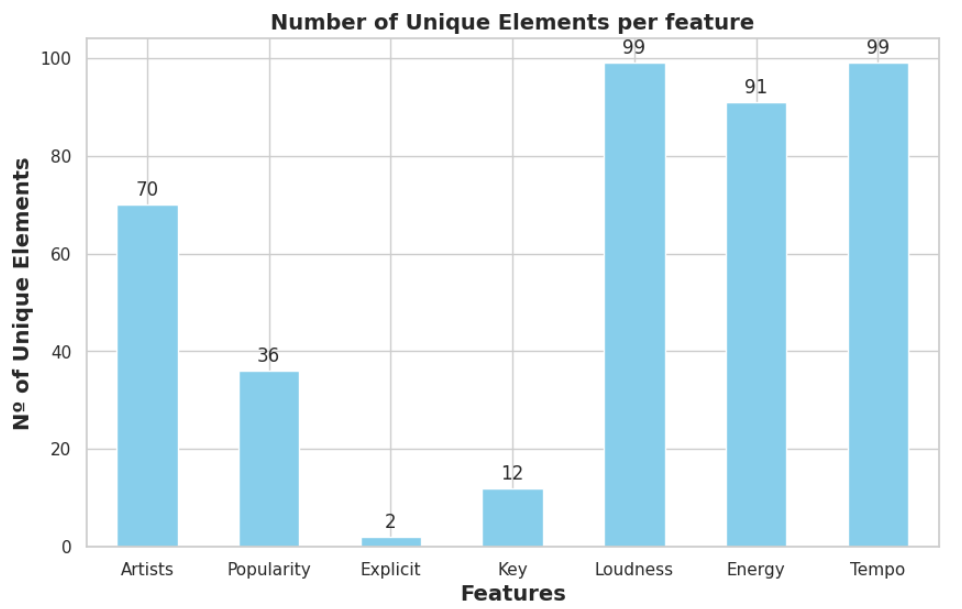 Number of Unique Elements per feature
Nº of Unique Elements
100
80
60
40
20
0
70
36
2
12
99
91
99
Artists
Popularity
Explicit
Key
Loudness
Energy
Tempo
Features